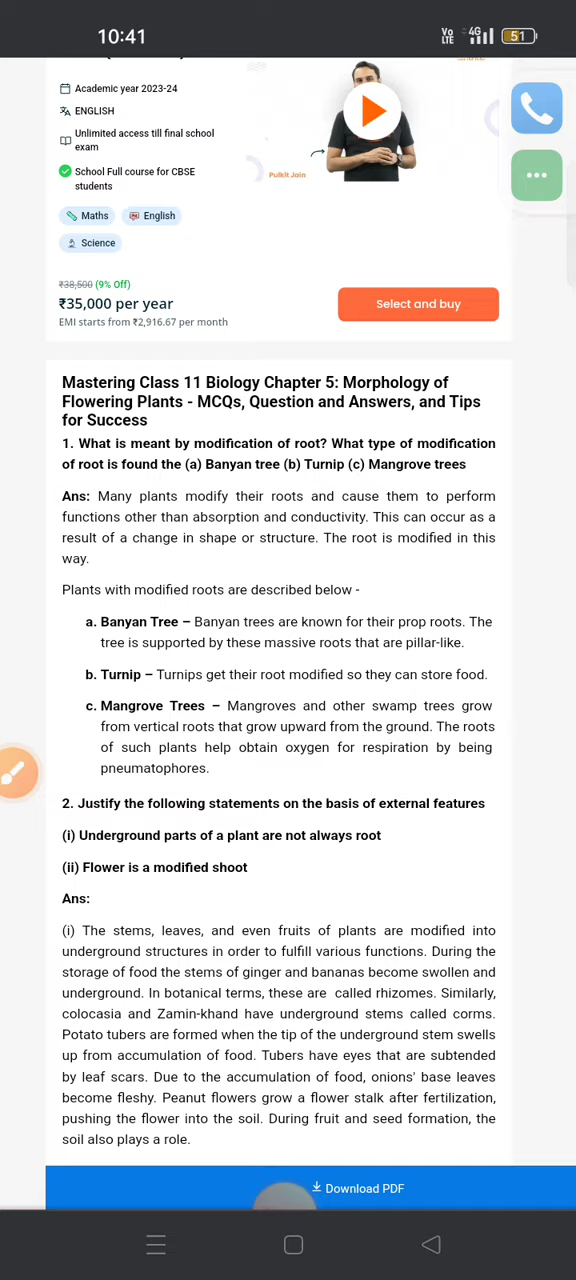 10:41
Vo LTE 4G 51
Academic year 2023-24
ENGLISH
Unlimited access till final school
exam
School Full course for CBSE
students
Pulkit Jain
Maths English
Science
₹38,500 (9% Off)
₹35,000 per year
EMI starts from ₹2,916.67 per month
Select and buy
Mastering Class 11 Biology Chapter 5: Morphology of
Flowering Plants - MCQs, Question and Answers, and Tips
for Success
1. What is meant by modification of root? What type of modification
of root is found the (a) Banyan tree (b) Turnip (c) Mangrove trees
Ans: Many plants modify their roots and cause them to perform
functions other than absorption and conductivity. This can occur as a
result of a change in shape or structure. The root is modified in this
way.
Plants with modified roots are described below -
a. Banyan Tree – Banyan trees are known for their prop roots. The
tree is supported by these massive roots that are pillar-like.
b. Turnip – Turnips get their root modified so they can store food.
c. Mangrove Trees – Mangroves and other swamp trees grow
from vertical roots that grow upward from the ground. The roots
of such plants help obtain oxygen for respiration by being
pneumatophores.
2. Justify the following statements on the basis of external features
(i) Underground parts of a plant are not always root
(ii) Flower is a modified shoot
Ans:
(i) The stems, leaves, and even fruits of plants are modified into
underground structures in order to fulfill various functions. During the
storage of food the stems of ginger and bananas become swollen and
underground. In botanical terms, these are called rhizomes. Similarly,
colocasia and Zamin-khand have underground stems called corms.
Potato tubers are formed when the tip of the underground stem swells
up from accumulation of food. Tubers have eyes that are subtended
by leaf scars. Due to the accumulation of food, onions' base leaves
become fleshy. Peanut flowers grow a flower stalk after fertilization,
pushing the flower into the soil. During fruit and seed formation, the
soil also plays a role.
Download PDF